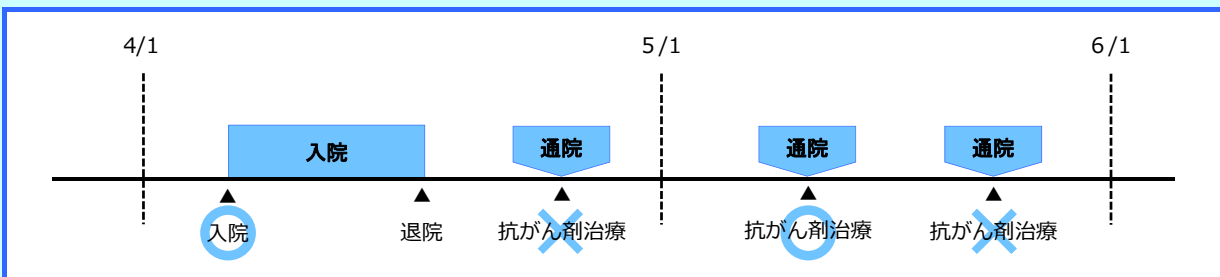 4/1 5/1 6/1
入院 通院 通院 通院
▲ ▲ ▲ ▲ ▲
入院 退院 抗がん剤治療 抗がん剤治療 抗がん剤治療